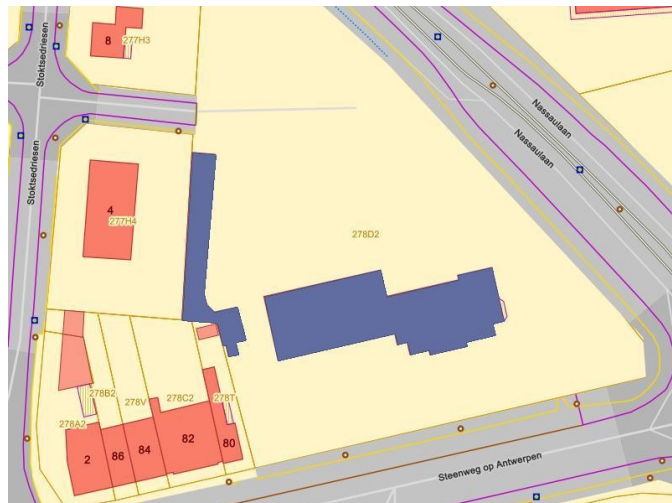 Stoktsedriesen
8
277H3
Nassaulaan
Nassaulaan
4
277H4
278D2
Stoktsedriesen
278B2
278V
278C2
278T
278A2
2
86
84
82
80
Steenweg op Antwerpen